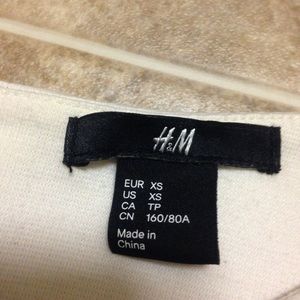 H&M
EUR XS
US XS
CA TP
CN 160/80A
Made in
China